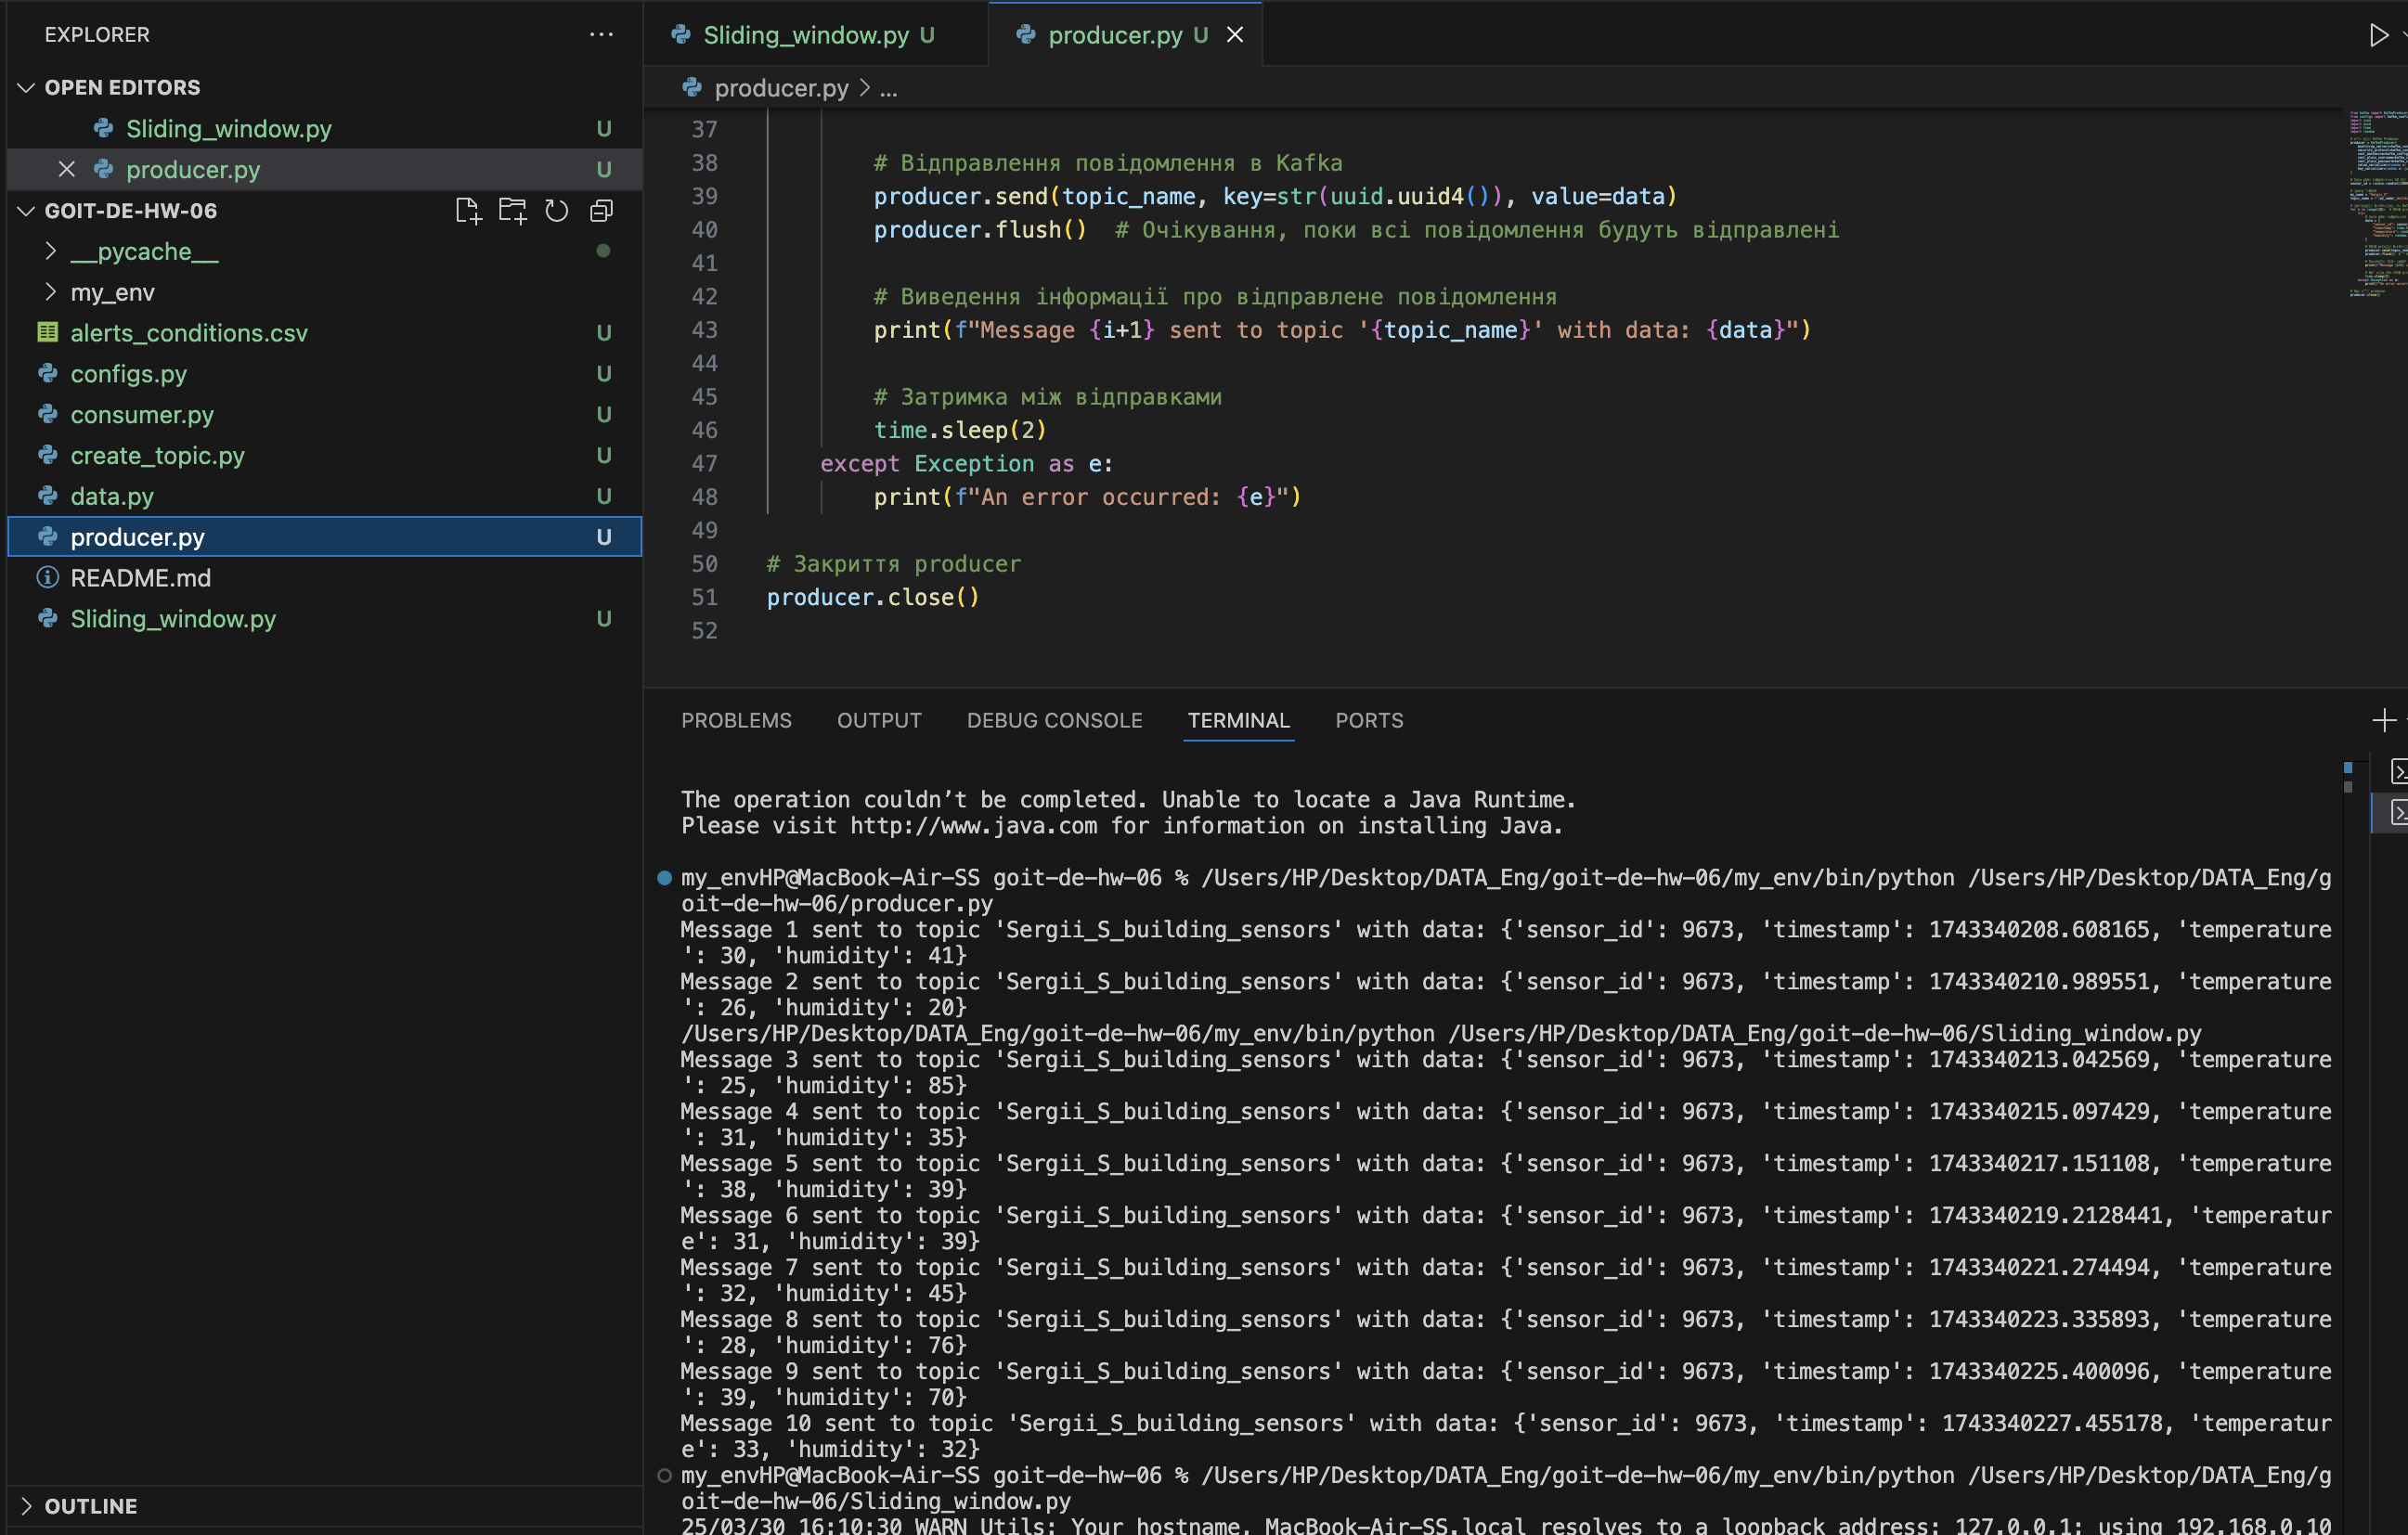 EXPLORER
OPEN EDITORS
Sliding_window.py U
producer.py U
GOIT-DE-HW-06
__pycache__
my_env
alerts_conditions.csv U
configs.py U
consumer.py U
create_topic.py U
data.py U
producer.py U
README.md
Sliding_window.py U
OUTLINE
Sliding_window.py U producer.py U
producer.py > ...
37
38 # Відправлення повідомлення в Kafka
39 producer.send(topic_name, key=str(uuid.uuid4()), value=data)
40 producer.flush()  # Очікування, поки всі повідомлення будуть відправлені
41
42 # Виведення інформації про відправлене повідомлення
43 print(f"Message {i+1} sent to topic '{topic_name}' with data: {data}")
44
45 # Затримка між відправками
46 time.sleep(2)
47 except Exception as e:
48 print(f"An error occurred: {e}")
49
50 # Закриття producer
51 producer.close()
52
PROBLEMS OUTPUT DEBUG CONSOLE TERMINAL PORTS
The operation couldn’t be completed. Unable to locate a Java Runtime.
Please visit http://www.java.com for information on installing Java.
my_envHP@MacBook-Air-SS goit-de-hw-06 % /Users/HP/Desktop/DATA_Eng/goit-de-hw-06/my_env/bin/python /Users/HP/Desktop/DATA_Eng/g
oit-de-hw-06/producer.py
Message 1 sent to topic 'Sergii_S_building_sensors' with data: {'sensor_id': 9673, 'timestamp': 1743340208.608165, 'temperature
': 30, 'humidity': 41}
Message 2 sent to topic 'Sergii_S_building_sensors' with data: {'sensor_id': 9673, 'timestamp': 1743340210.989551, 'temperature
': 26, 'humidity': 20}
/Users/HP/Desktop/DATA_Eng/goit-de-hw-06/my_env/bin/python /Users/HP/Desktop/DATA_Eng/goit-de-hw-06/Sliding_window.py
Message 3 sent to topic 'Sergii_S_building_sensors' with data: {'sensor_id': 9673, 'timestamp': 1743340213.042569, 'temperature
': 25, 'humidity': 85}
Message 4 sent to topic 'Sergii_S_building_sensors' with data: {'sensor_id': 9673, 'timestamp': 1743340215.097429, 'temperature
': 31, 'humidity': 35}
Message 5 sent to topic 'Sergii_S_building_sensors' with data: {'sensor_id': 9673, 'timestamp': 1743340217.151108, 'temperature
': 38, 'humidity': 39}
Message 6 sent to topic 'Sergii_S_building_sensors' with data: {'sensor_id': 9673, 'timestamp': 1743340219.2128441, 'temperatur
e': 31, 'humidity': 39}
Message 7 sent to topic 'Sergii_S_building_sensors' with data: {'sensor_id': 9673, 'timestamp': 1743340221.274494, 'temperature
': 32, 'humidity': 45}
Message 8 sent to topic 'Sergii_S_building_sensors' with data: {'sensor_id': 9673, 'timestamp': 1743340223.335893, 'temperature
': 28, 'humidity': 76}
Message 9 sent to topic 'Sergii_S_building_sensors' with data: {'sensor_id': 9673, 'timestamp': 1743340225.400096, 'temperature
': 39, 'humidity': 70}
Message 10 sent to topic 'Sergii_S_building_sensors' with data: {'sensor_id': 9673, 'timestamp': 1743340227.455178, 'temperatur
e': 33, 'humidity': 32}
my_envHP@MacBook-Air-SS goit-de-hw-06 % /Users/HP/Desktop/DATA_Eng/goit-de-hw-06/my_env/bin/python /Users/HP/Desktop/DATA_Eng/g
oit-de-hw-06/Sliding_window.py
25/03/30 16:10:30 WARN Utils: Your hostname, MacBook-Air-SS.local resolves to a loopback address: 127.0.0.1; using 192.168.0.10